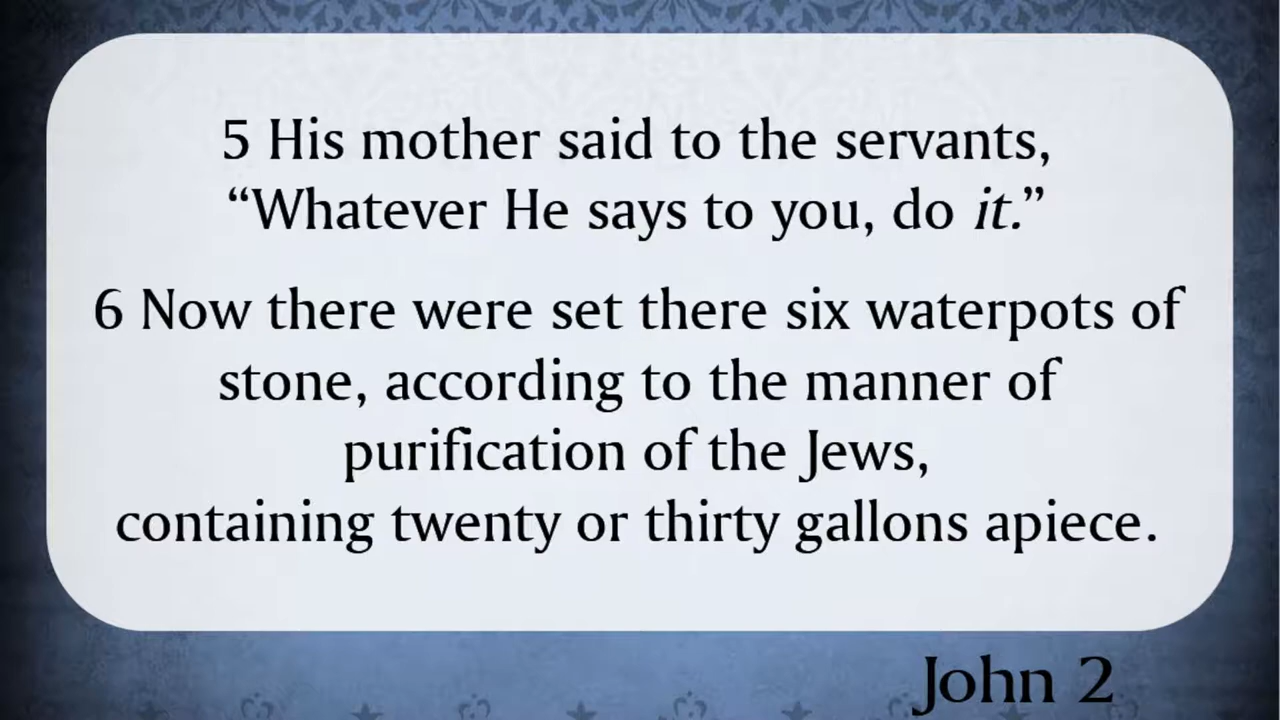 5 His mother said to the servants,
“Whatever He says to you, do it.”
6 Now there were set there six waterpots of
stone, according to the manner of
purification of the Jews,
containing twenty or thirty gallons apiece.
John 2